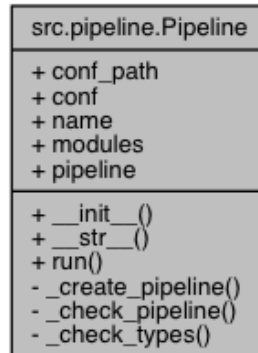 src.pipeline.Pipeline
+ conf_path
+ conf
+ name
+ modules
+ pipeline
+ __init__()
+ __str__()
+ run()
- _create_pipeline()
- _check_pipeline()
- _check_types()